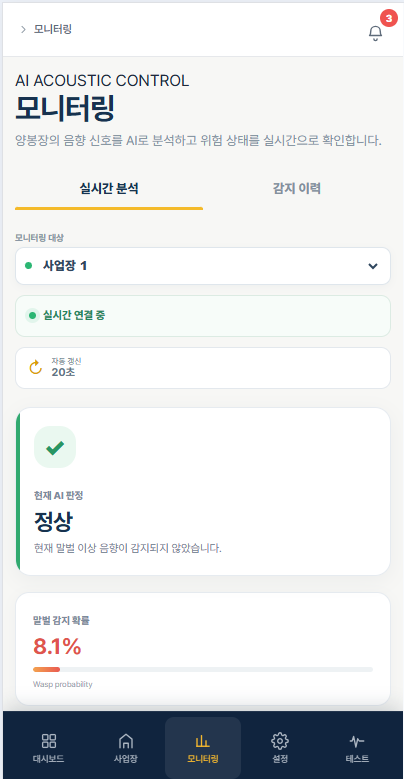 모니터링
3
AI ACOUSTIC CONTROL
모니터링
양봉장의 음향 신호를 AI로 분석하고 위험 상태를 실시간으로 확인합니다.
실시간 분석
감지 이력
모니터링 대상
사업장 1
실시간 연결 중
자동 갱신
20초
현재 AI 판정
정상
현재 말벌 이상 음향이 감지되지 않았습니다.
말벌 감지 확률
8.1%
Wasp probability
대시보드
사업장
모니터링
설정
테스트